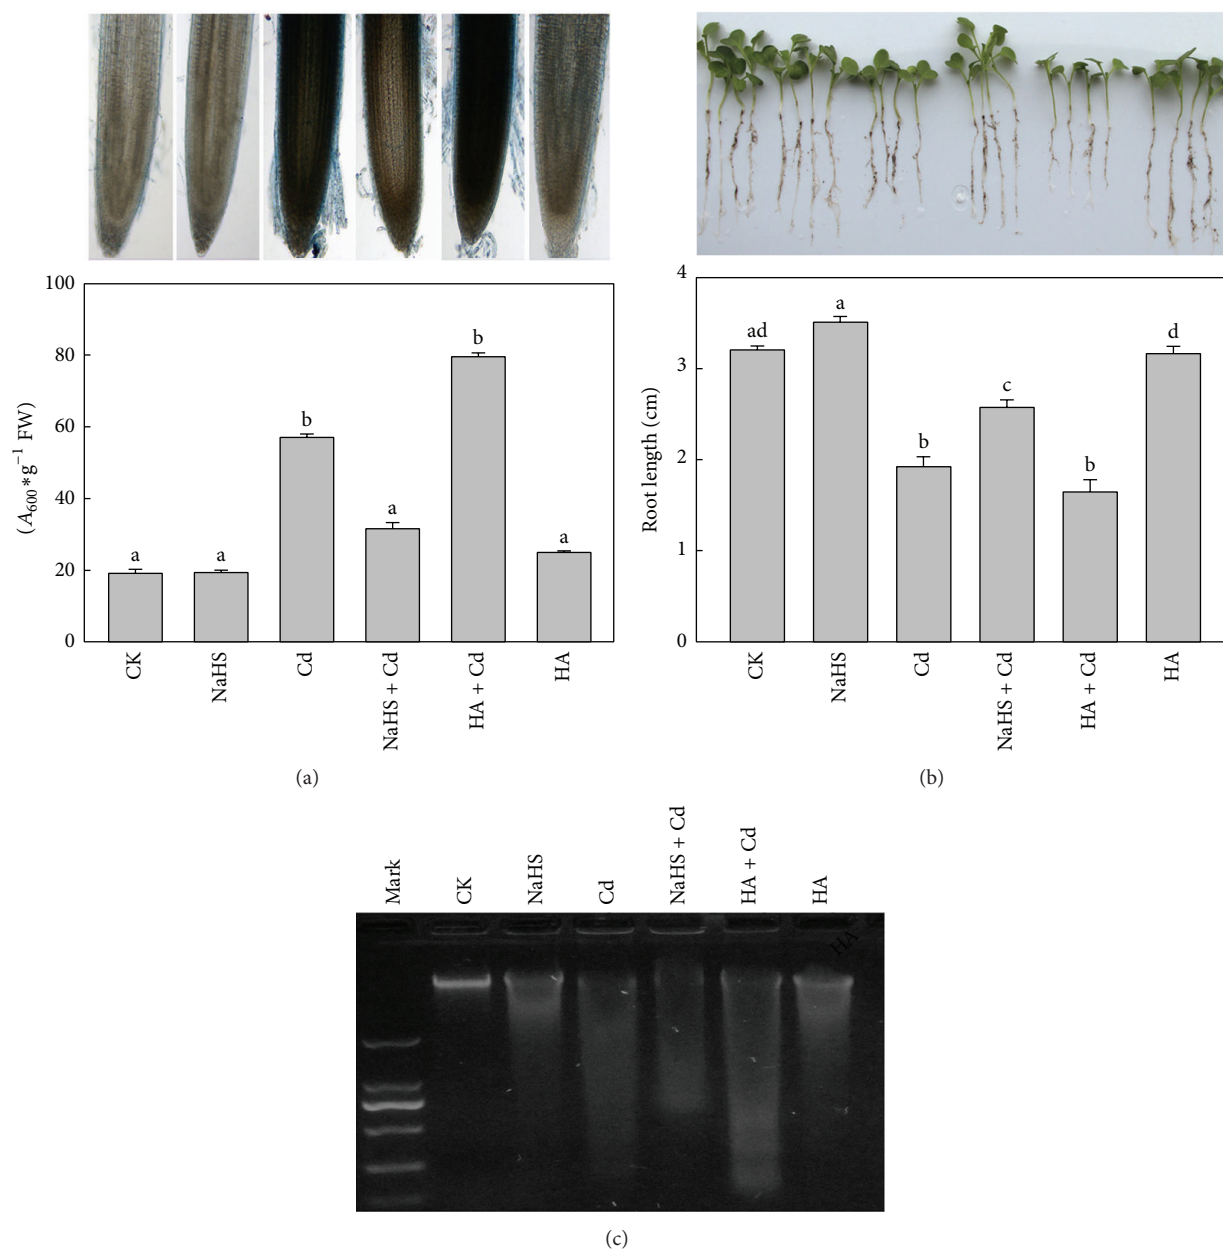 100
80
60
40
20
0
(A600*g−1 FW)
a
a
b
a
b
a
CK
NaHS
Cd
NaHS + Cd
HA + Cd
HA
(a)
4
3
2
1
0
Root length (cm)
ad
a
b
c
b
d
CK
NaHS
Cd
NaHS + Cd
HA + Cd
HA
(b)
Mark
CK
NaHS
Cd
NaHS + Cd
HA + Cd
HA
HA
(c)